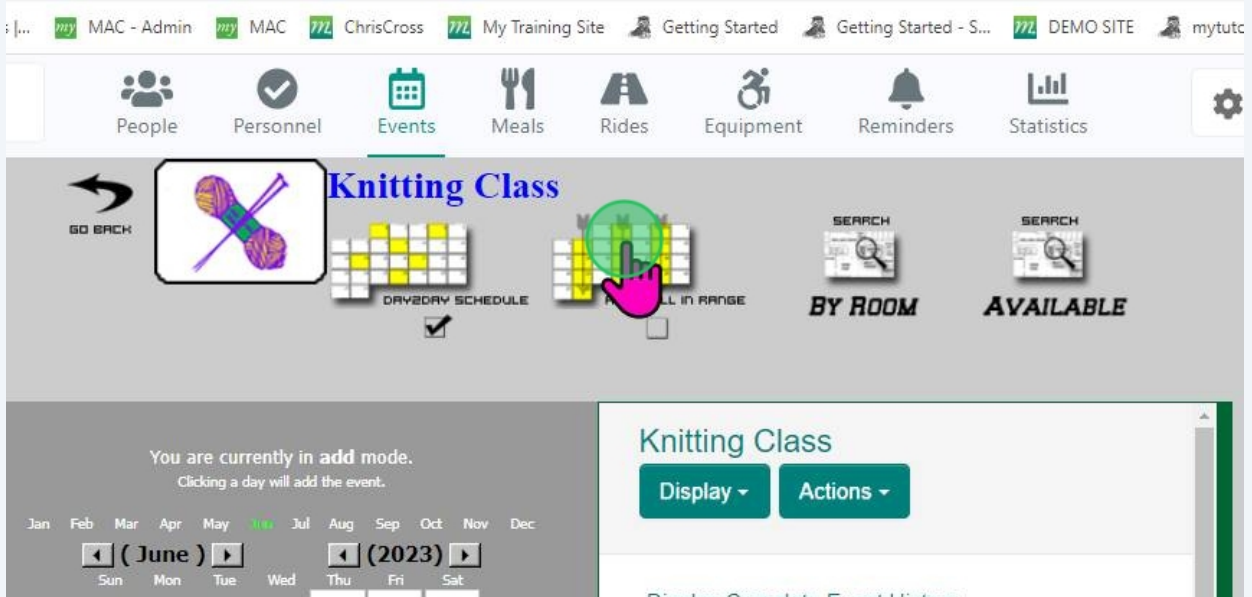 MAC - Admin MAC ChrisCross My Training Site Getting Started Getting Started - S... DEMO SITE mytuto
People Personnel Events Meals Rides Equipment Reminders Statistics
Knitting Class
GO BACK
SEARCH SEARCH
DAY2DAY SCHEDULE IN RANGE
BY ROOM AVAILABLE
You are currently in add mode.
Clicking a day will add the event.
Jan Feb Mar Apr May Jun Jul Aug Sep Oct Nov Dec
( June ) (2023)
Sun Mon Tue Wed Thu Fri Sat
Knitting Class
Display Actions